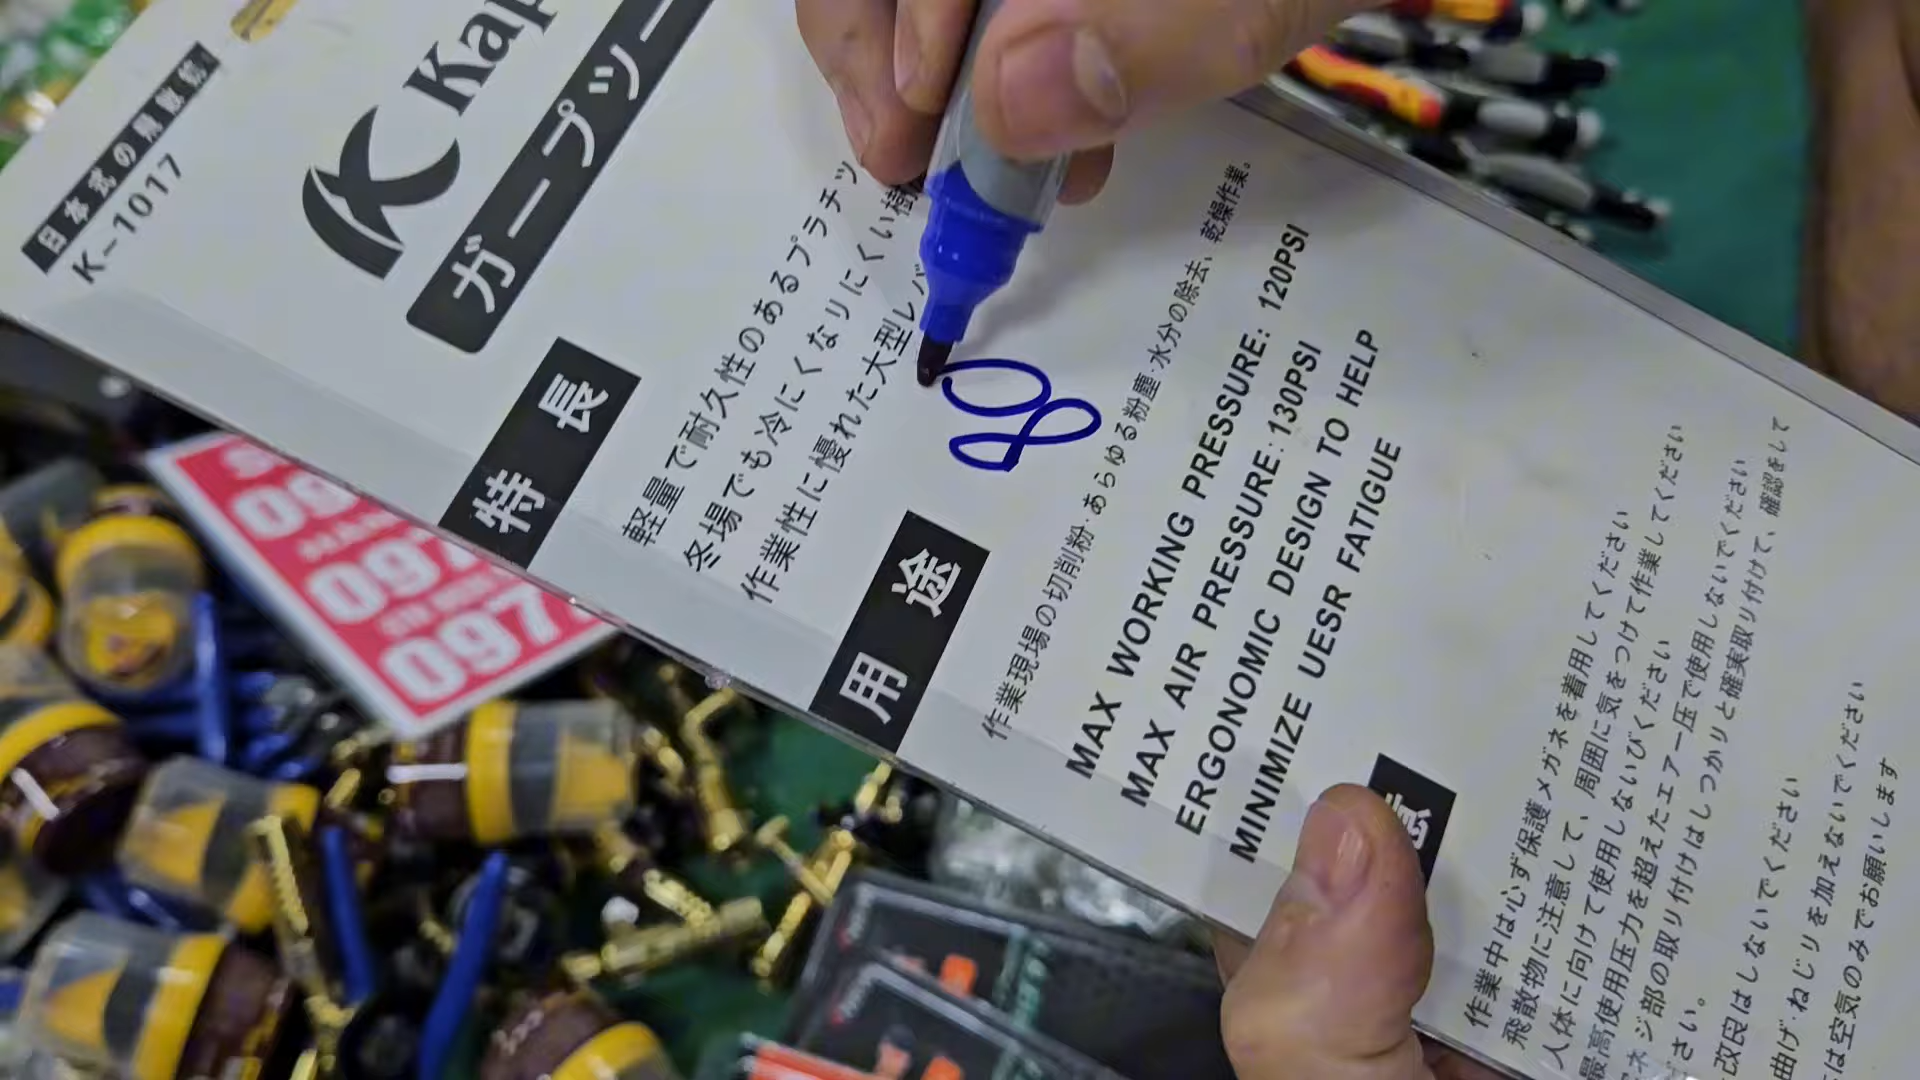 K-1017
K Kap
ガープツー
特長
軽量で耐久性のあるプラチッ
冬場でも冷にくなりにくい樹
作業性に優れた大型レバ
80
用途
作業現場の切削粉・あらゆる粉塵・水分の除去、乾燥作業。
MAX WORKING PRESSURE: 120PSI
MAX AIR PRESSURE:130PSI
ERGONOMIC DESIGN TO HELP
MINIMIZE UESR FATIGUE
作業中は心ず保護メガネを着用してください
飛散物に注意して、周囲に気をつけて作業してください
人体に向けて使用しないびください
最高使用圧力を超えたエアー圧で使用しないでください
ネジ部の取り付けはしつかりと確実取り付けて、確認をして
ださい。
改良はしないでください
曲げ・ねじりを加えないでください
は空気のみでお願いします
097
097